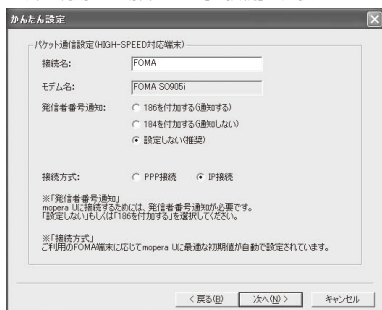 かんたん設定
パケット通信設定(HIGH-SPEED対応端末)
接続名: FOMA
モデム名: FOMA SO905i
発信者番号通知: 186を付加する(通知する)
184を付加する(通知しない)
設定しない(推奨)
接続方式: PPP接続 IP接続
※「発信者番号通知」
mopera Uに接続するためには、発信者番号通知が必要です。
「設定しない」もしくは「186を付加する」を選択してください。
※「接続方式」
ご利用のFOMA端末に応じてmopera Uに最適な初期値が自動で設定されています。
< 戻る(B) 次へ(N) > キャンセル